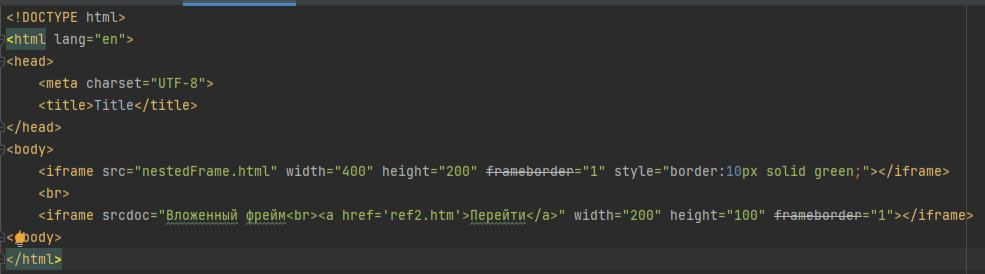 <!DOCTYPE html>
<html lang="en">
<head>
    <meta charset="UTF-8">
    <title>Title</title>
</head>
<body>
    <iframe src="nestedFrame.html" width="400" height="200" frameborder="1" style="border:10px solid green;"></iframe>
    <br>
    <iframe srcdoc="Вложенный фрейм<br><a href='ref2.htm'>Перейти</a>" width="200" height="100" frameborder="1"></iframe>
</body>
</html>